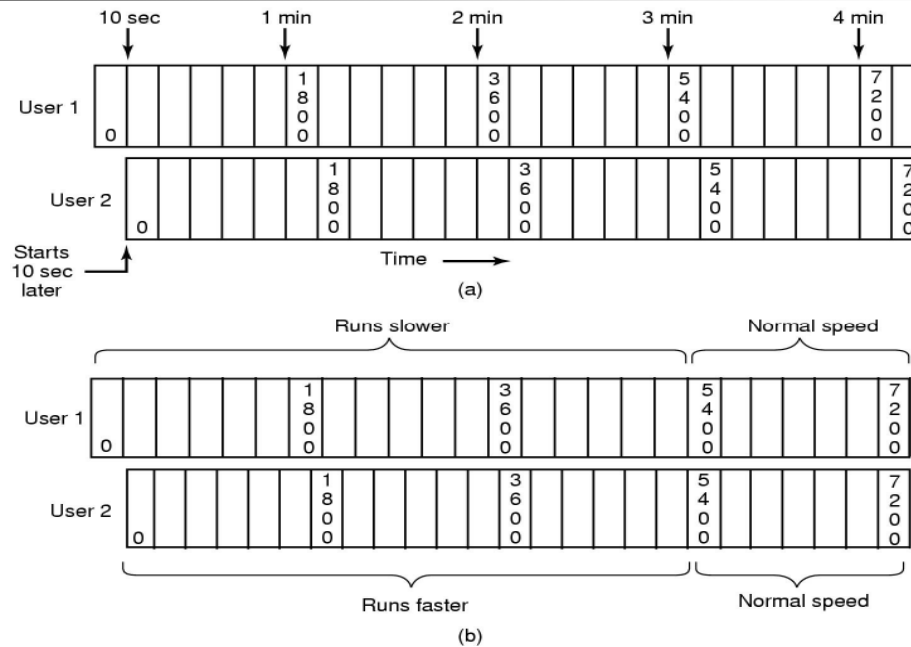 10 sec 1 min 2 min 3 min 4 min
User 1 0 1800 3600 5400 7200
User 2 0 1800 3600 5400 7200
Starts
10 sec
later
Time
(a)
Runs slower Normal speed
User 1 0 1800 3600 5400 7200
User 2 0 1800 3600 5400 7200
Runs faster Normal speed
(b)